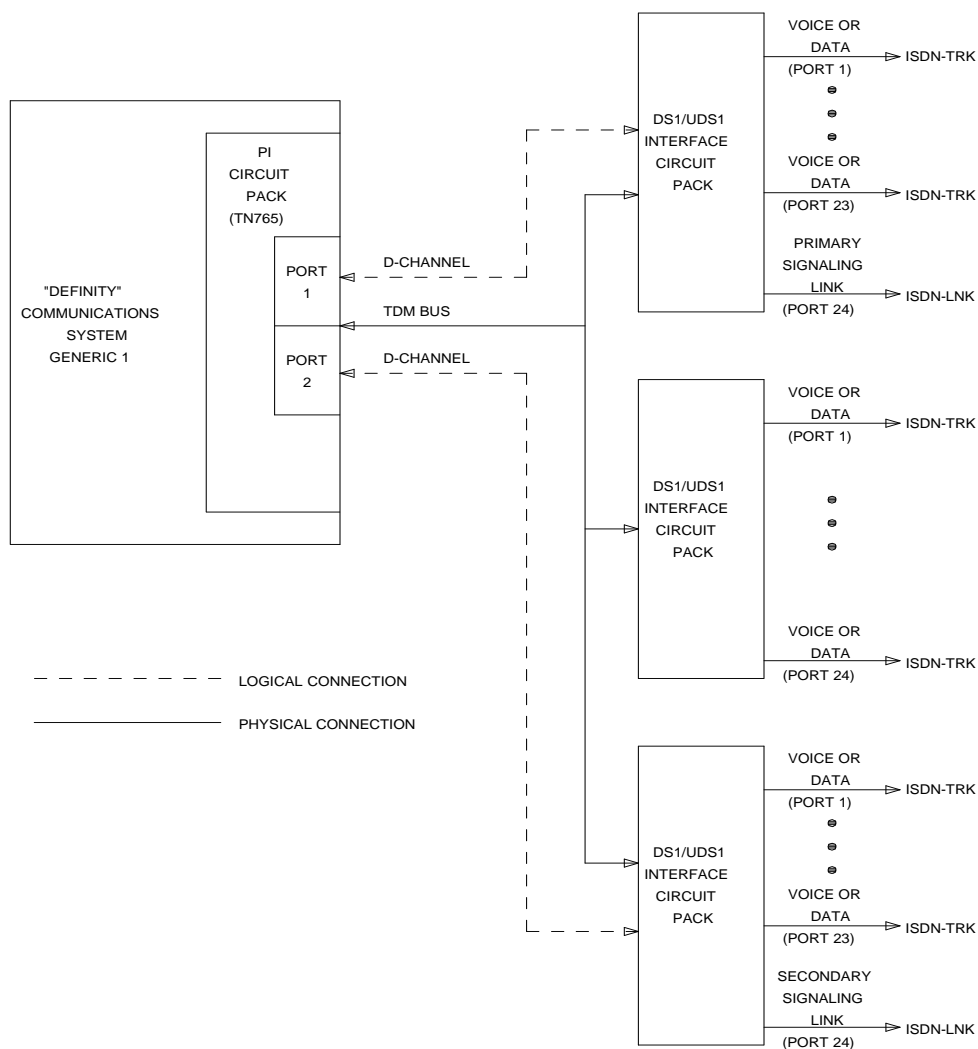 "DEFINITY"
COMMUNICATIONS
SYSTEM
GENERIC 1
PI
CIRCUIT
PACK
(TN765)
PORT
1
PORT
2
D-CHANNEL
TDM BUS
D-CHANNEL
DS1/UDS1
INTERFACE
CIRCUIT
PACK
VOICE OR
DATA
(PORT 1)
ISDN-TRK
VOICE OR
DATA
(PORT 23)
ISDN-TRK
PRIMARY
SIGNALING
LINK
(PORT 24)
ISDN-LNK
DS1/UDS1
INTERFACE
CIRCUIT
PACK
VOICE OR
DATA
(PORT 1)
ISDN-TRK
VOICE OR
DATA
(PORT 24)
ISDN-TRK
LOGICAL CONNECTION
PHYSICAL CONNECTION
DS1/UDS1
INTERFACE
CIRCUIT
PACK
VOICE OR
DATA
(PORT 1)
ISDN-TRK
VOICE OR
DATA
(PORT 23)
ISDN-TRK
SECONDARY
SIGNALING
LINK
(PORT 24)
ISDN-LNK